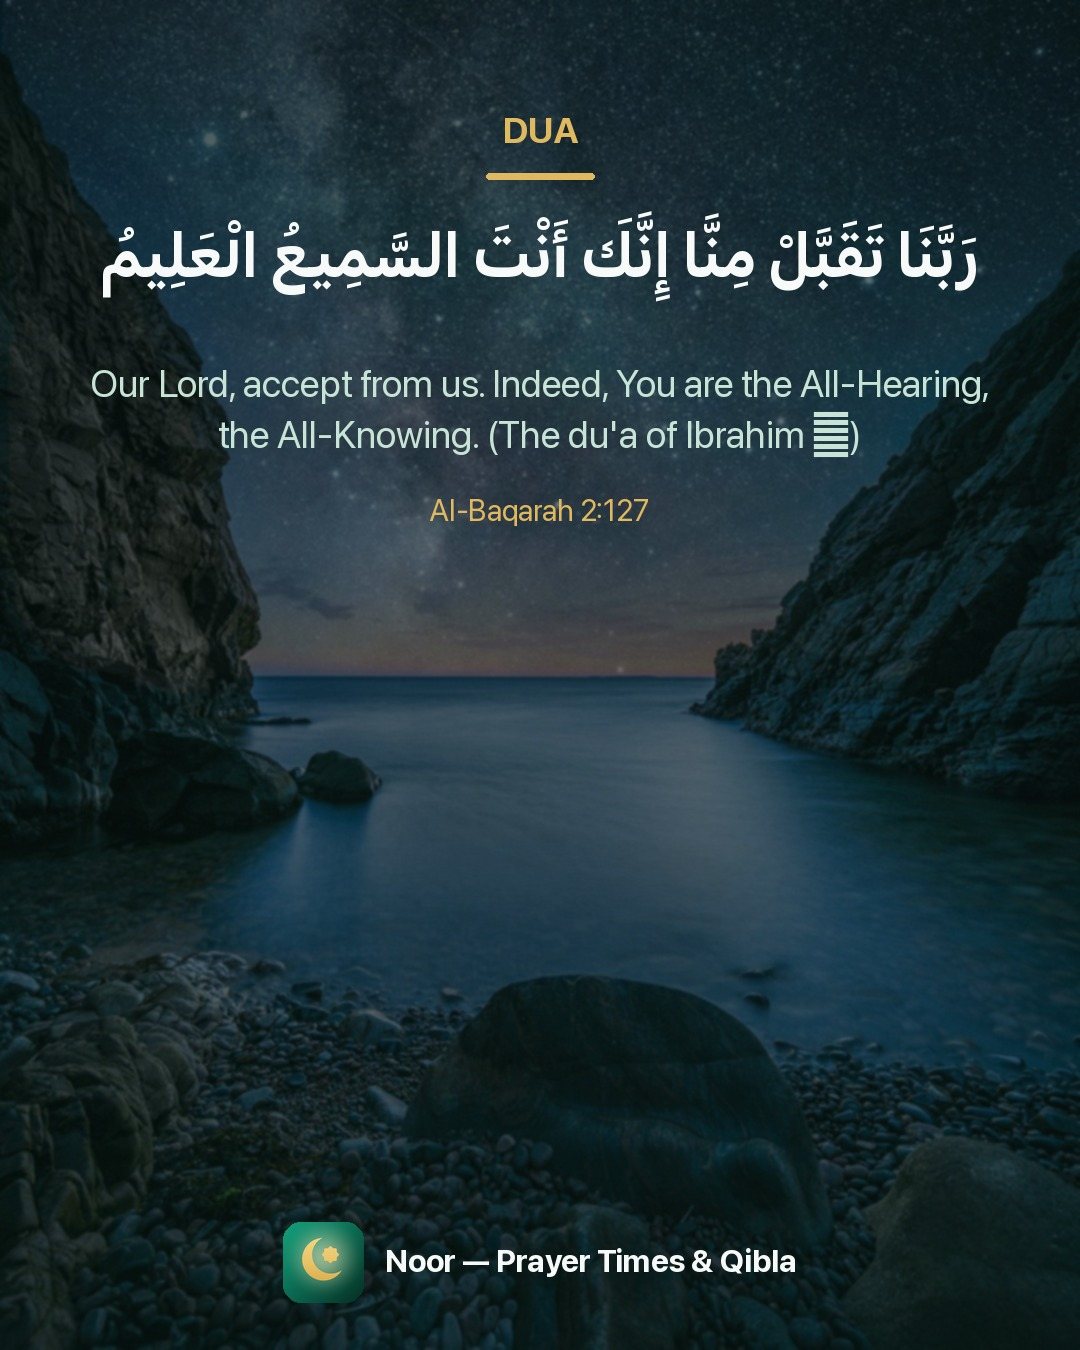 DUA
رَبَّنَا تَقَبَّلْ مِنَّا إِنَّكَ أَنْتَ السَّمِيعُ الْعَلِيمُ
Our Lord, accept from us. Indeed, You are the All-Hearing,
the All-Knowing. (The du'a of Ibrahim )
Al-Baqarah 2:127
Noor — Prayer Times & Qibla